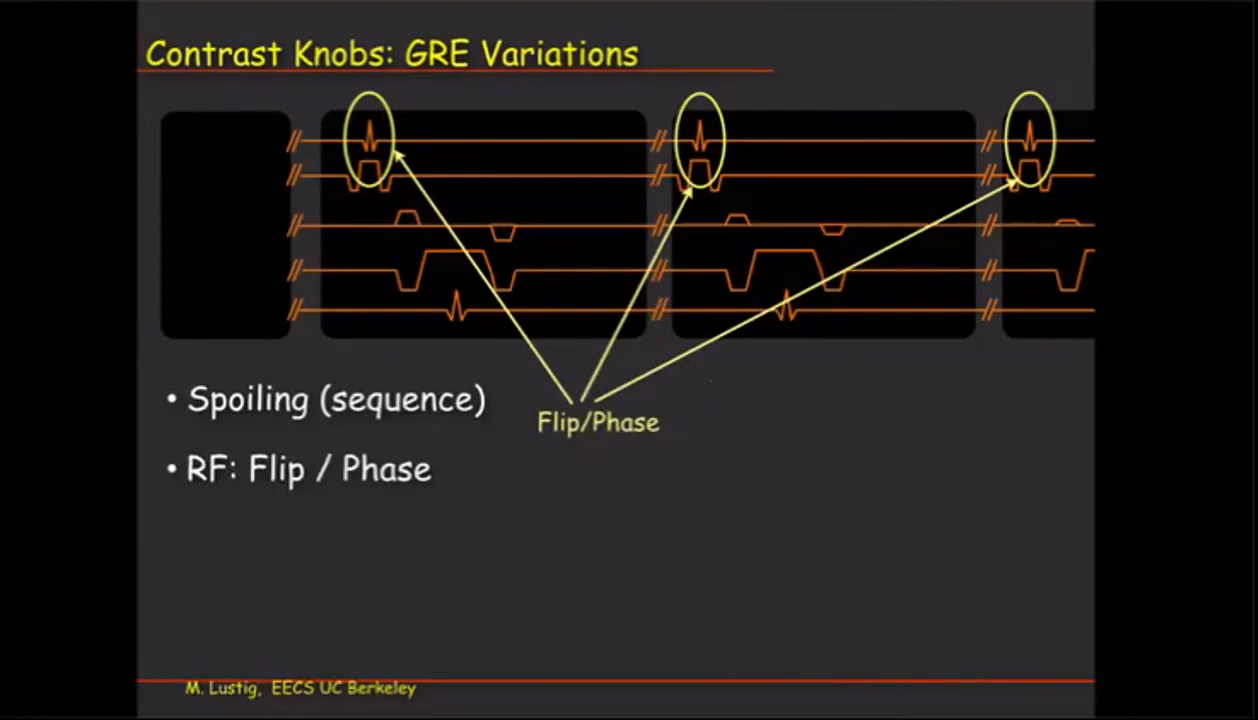 Contrast Knobs: GRE Variations
• Spoiling (sequence)
Flip/Phase
• RF: Flip / Phase
M. Lustig, EECS UC Berkeley